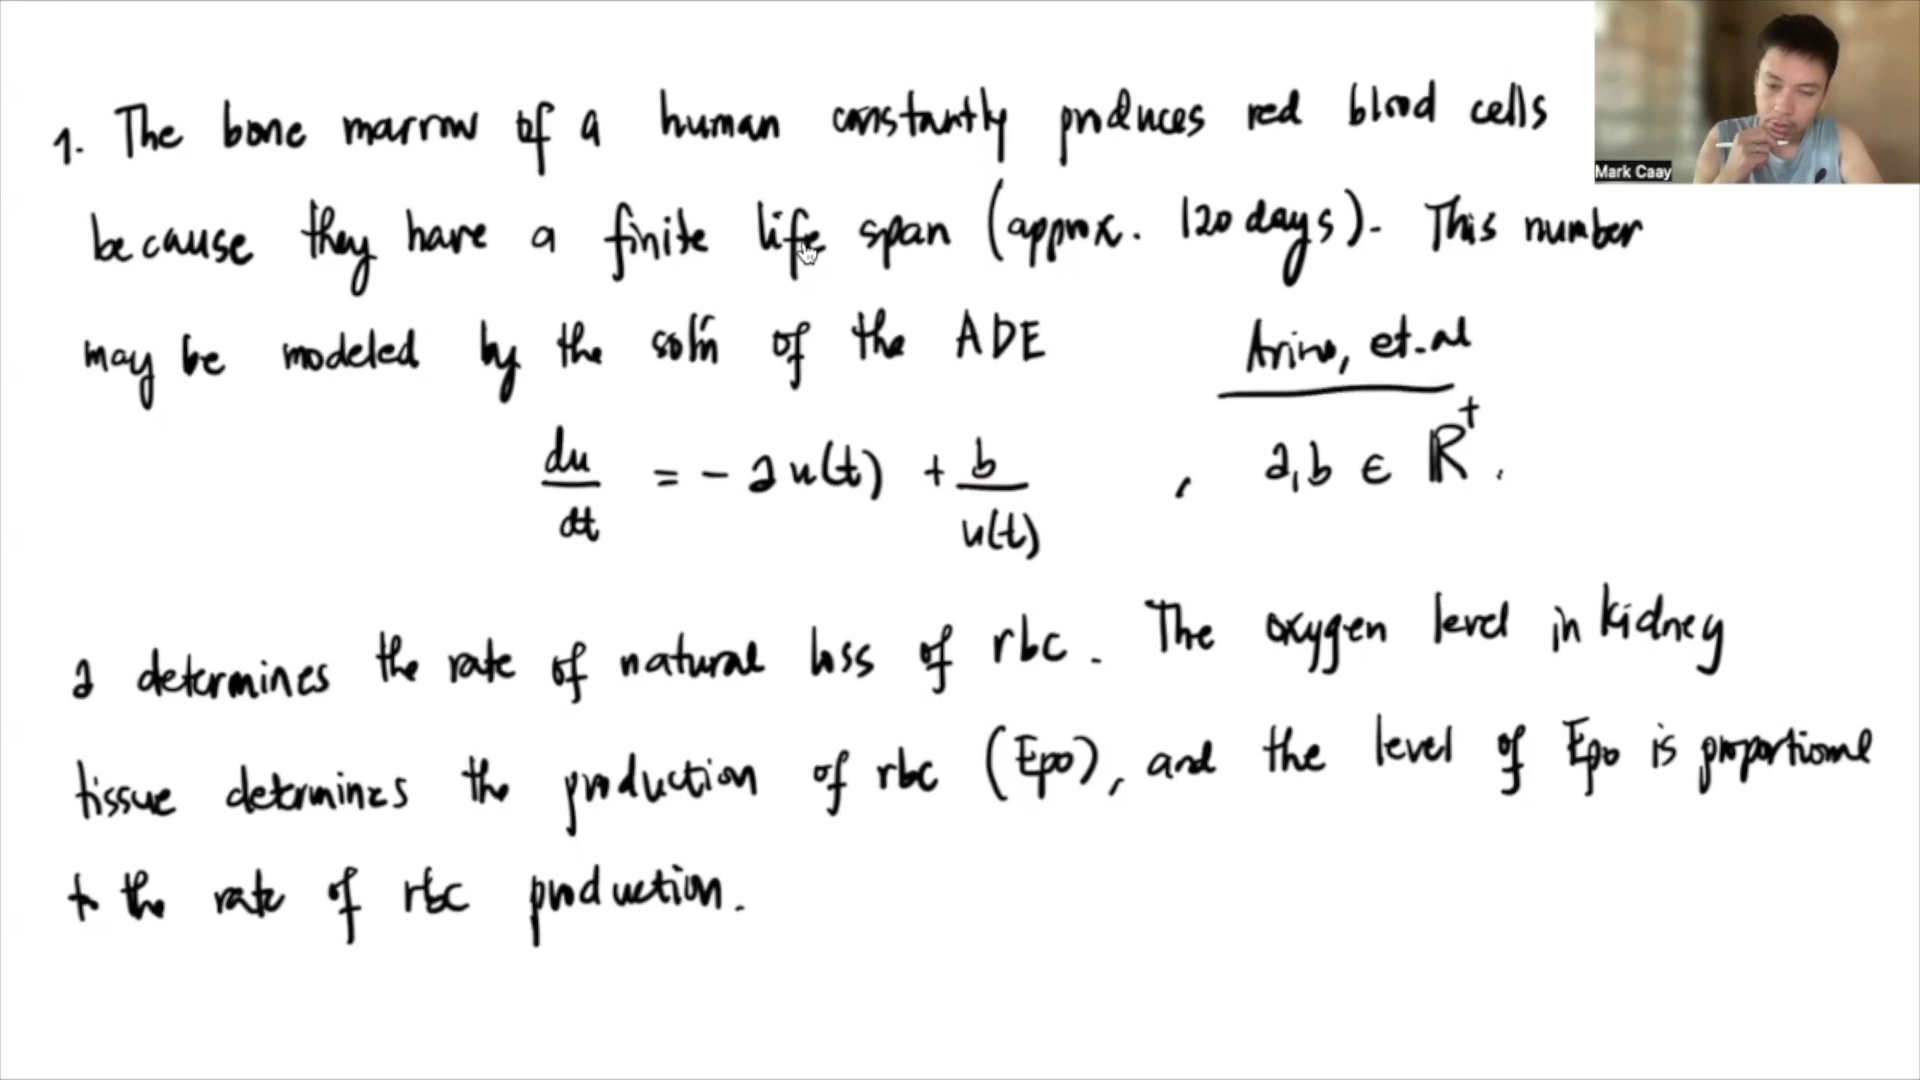 1. The bone marrow of a human constantly produces red blood cells
because they have a finite life span (approx. 120 days). This number
may be modeled by the sol'n of the ADE
Arino, et.al
du/dt = - a u(t) + b/u(t) , a,b ∈ ℝ⁺.
a determines the rate of natural loss of rbc. The oxygen level in kidney
tissue determines the production of rbc (Epo), and the level of Epo is proportional
to the rate of rbc production.
Mark Caay